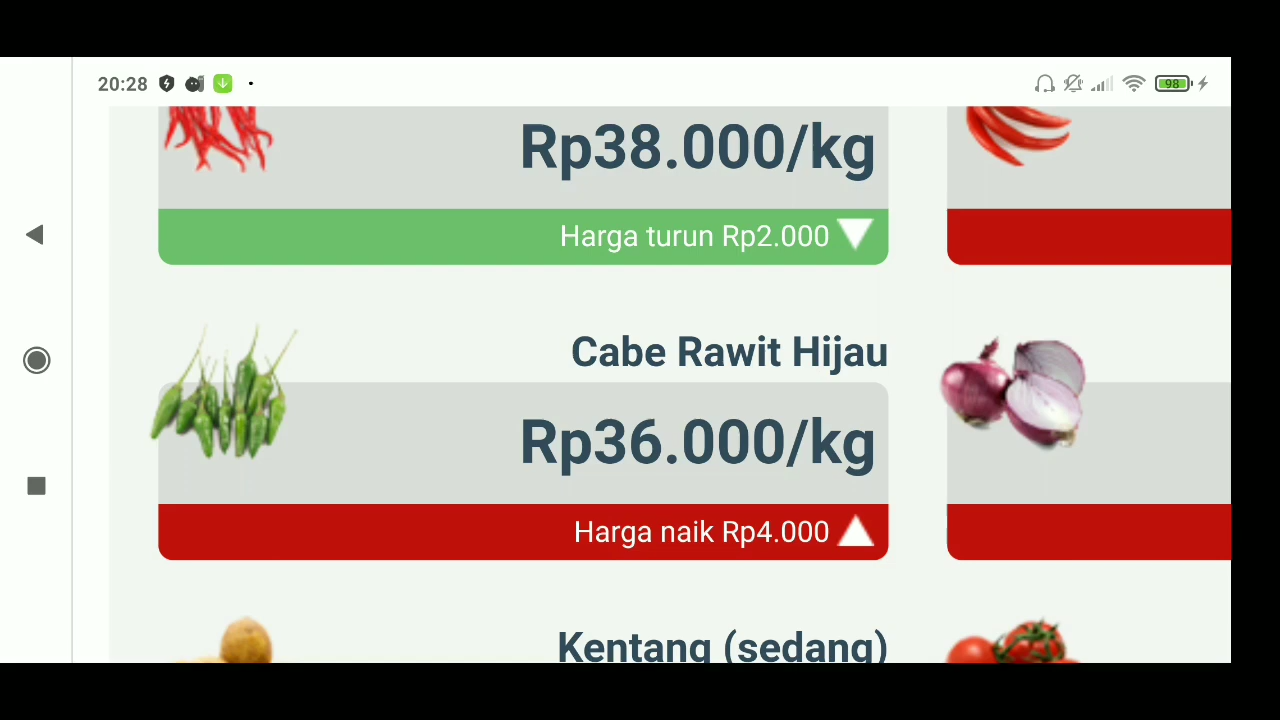 20:28
98
Rp38.000/kg
Harga turun Rp2.000
Cabe Rawit Hijau
Rp36.000/kg
Harga naik Rp4.000
Kentang (sedang)